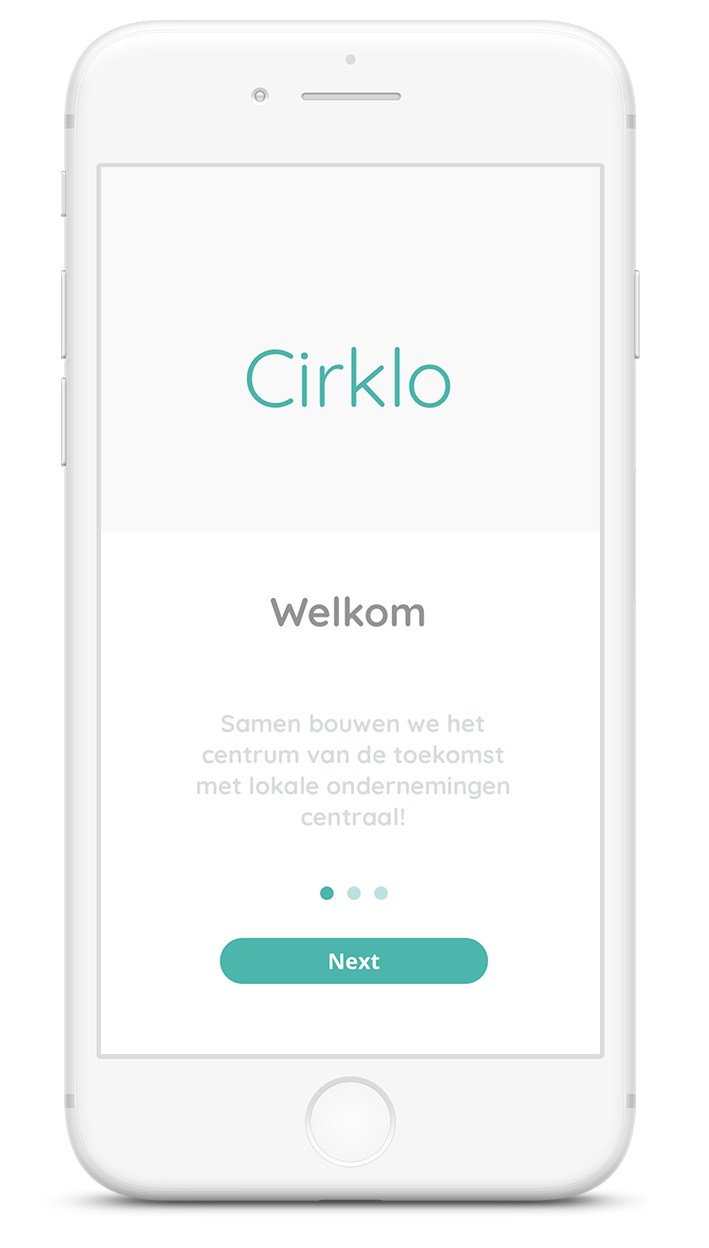 Cirklo
Welkom
Samen bouwen we het
centrum van de toekomst
met lokale ondernemingen
centraal!
Next